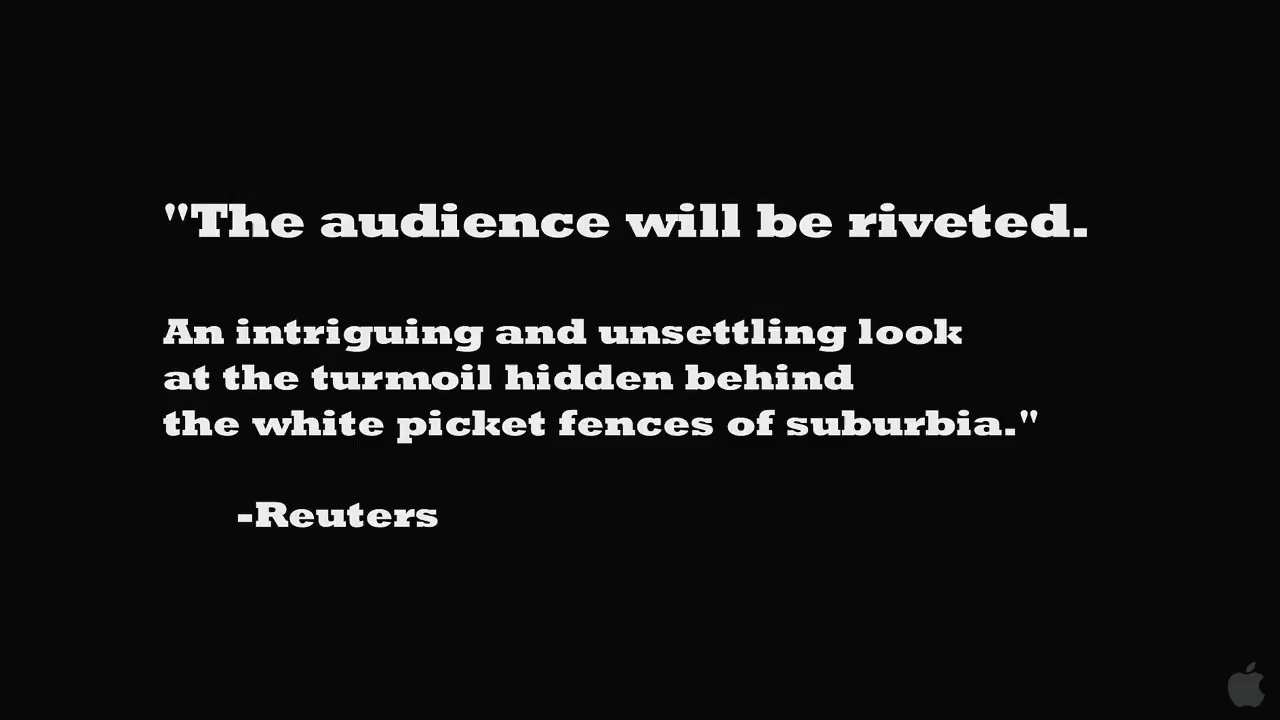 "The audience will be riveted.
An intriguing and unsettling look
at the turmoil hidden behind
the white picket fences of suburbia."
-Reuters